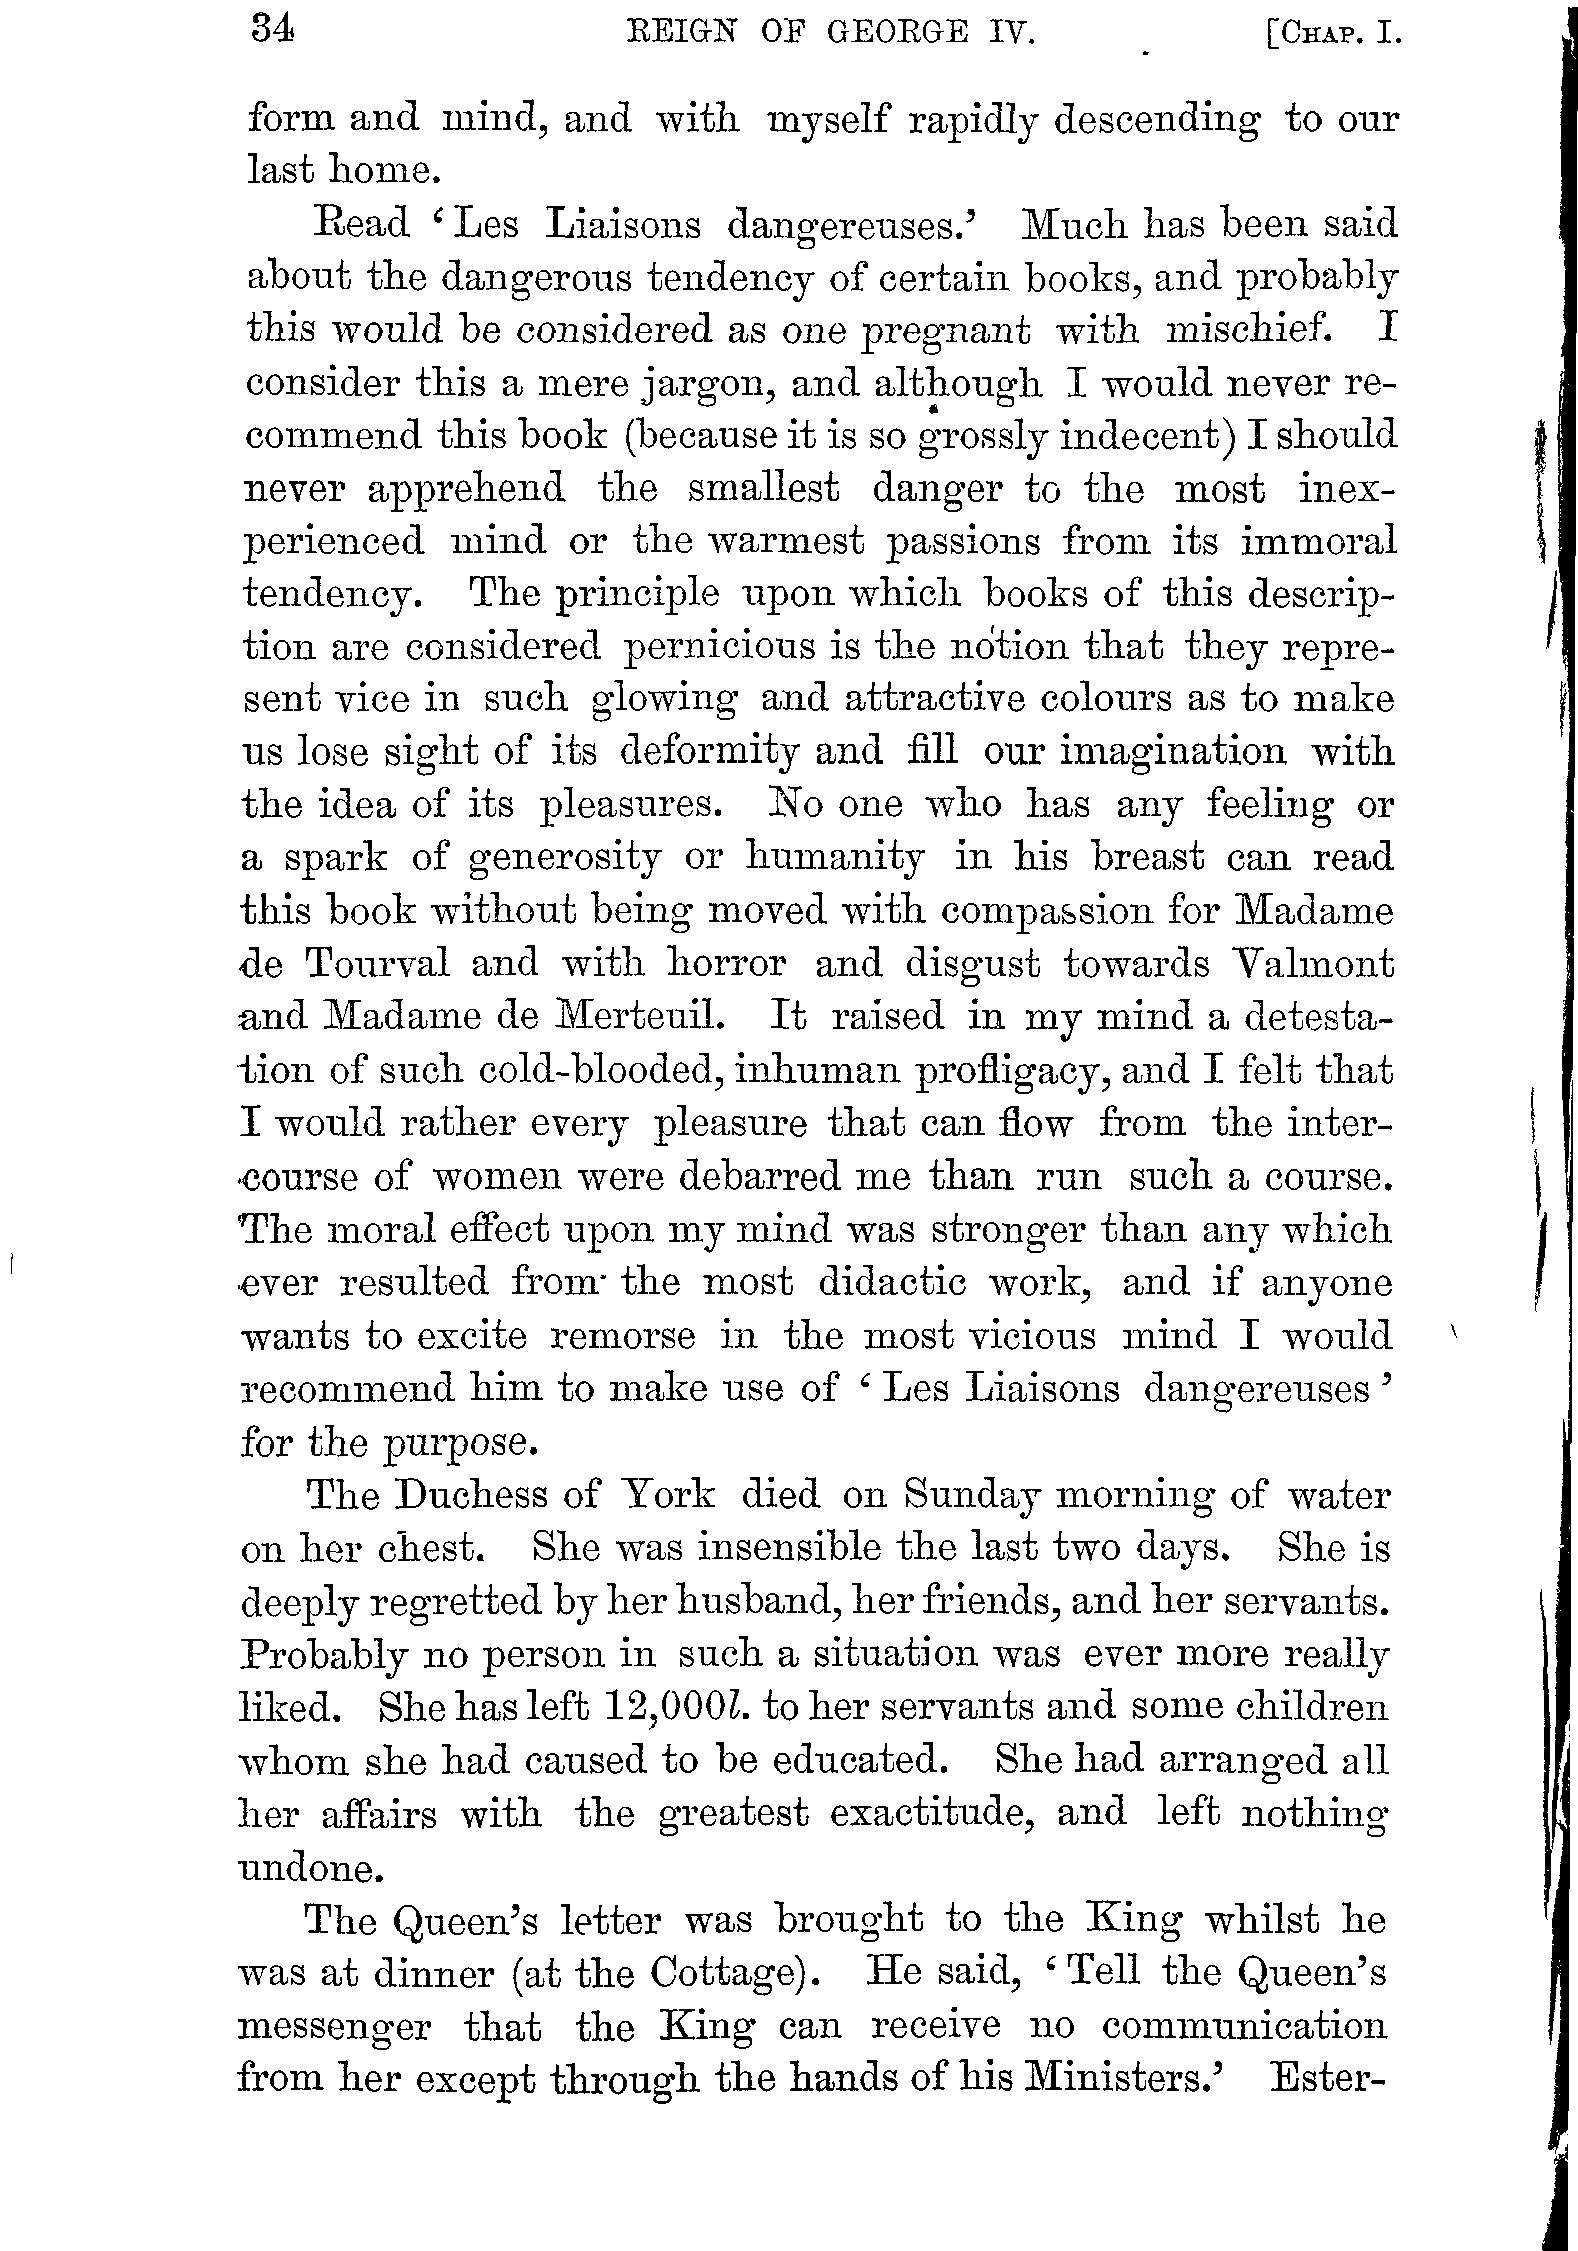 34 REIGN OF GEORGE IV. [CHAP. I.
form and mind, and with myself rapidly descending to our
last home.
Read ‘Les Liaisons dangereuses.’ Much has been said
about the dangerous tendency of certain books, and probably
this would be considered as one pregnant with mischief. I
consider this a mere jargon, and although I would never re-
commend this book (because it is so grossly indecent) I should
never apprehend the smallest danger to the most inex-
perienced mind or the warmest passions from its immoral
tendency. The principle upon which books of this descrip-
tion are considered pernicious is the notion that they repre-
sent vice in such glowing and attractive colours as to make
us lose sight of its deformity and fill our imagination with
the idea of its pleasures. No one who has any feeling or
a spark of generosity or humanity in his breast can read
this book without being moved with compassion for Madame
de Tourval and with horror and disgust towards Valmont
and Madame de Merteuil. It raised in my mind a detesta-
tion of such cold-blooded, inhuman profligacy, and I felt that
I would rather every pleasure that can flow from the inter-
course of women were debarred me than run such a course.
The moral effect upon my mind was stronger than any which
ever resulted from the most didactic work, and if anyone
wants to excite remorse in the most vicious mind I would
recommend him to make use of ‘Les Liaisons dangereuses’
for the purpose.
The Duchess of York died on Sunday morning of water
on her chest. She was insensible the last two days. She is
deeply regretted by her husband, her friends, and her servants.
Probably no person in such a situation was ever more really
liked. She has left 12,000l. to her servants and some children
whom she had caused to be educated. She had arranged all
her affairs with the greatest exactitude, and left nothing
undone.
The Queen’s letter was brought to the King whilst he
was at dinner (at the Cottage). He said, ‘Tell the Queen’s
messenger that the King can receive no communication
from her except through the hands of his Ministers.’ Ester-